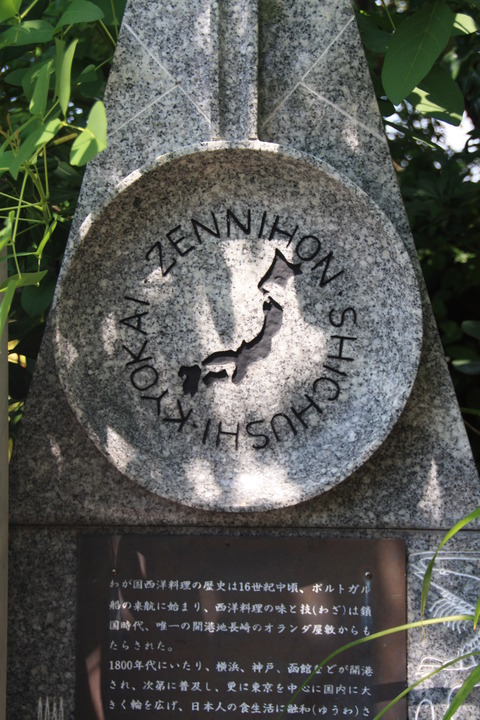 ZENNIHON · SHICHUSHI · KYOKAI ·
わが国西洋料理の歴史は16世紀中頃、ポルトガル
船の来航に始まり、西洋料理の味と技(わざ)は鎖
国時代、唯一の開港地長崎のオランダ屋敷からも
たらされた。
1800年代にいたり、横浜、神戸、函館などが開港
され、次第に普及し、更に東京を中心に国内に大
きく輪を広げ、日本人の食生活に融和(ゆうわ)さ